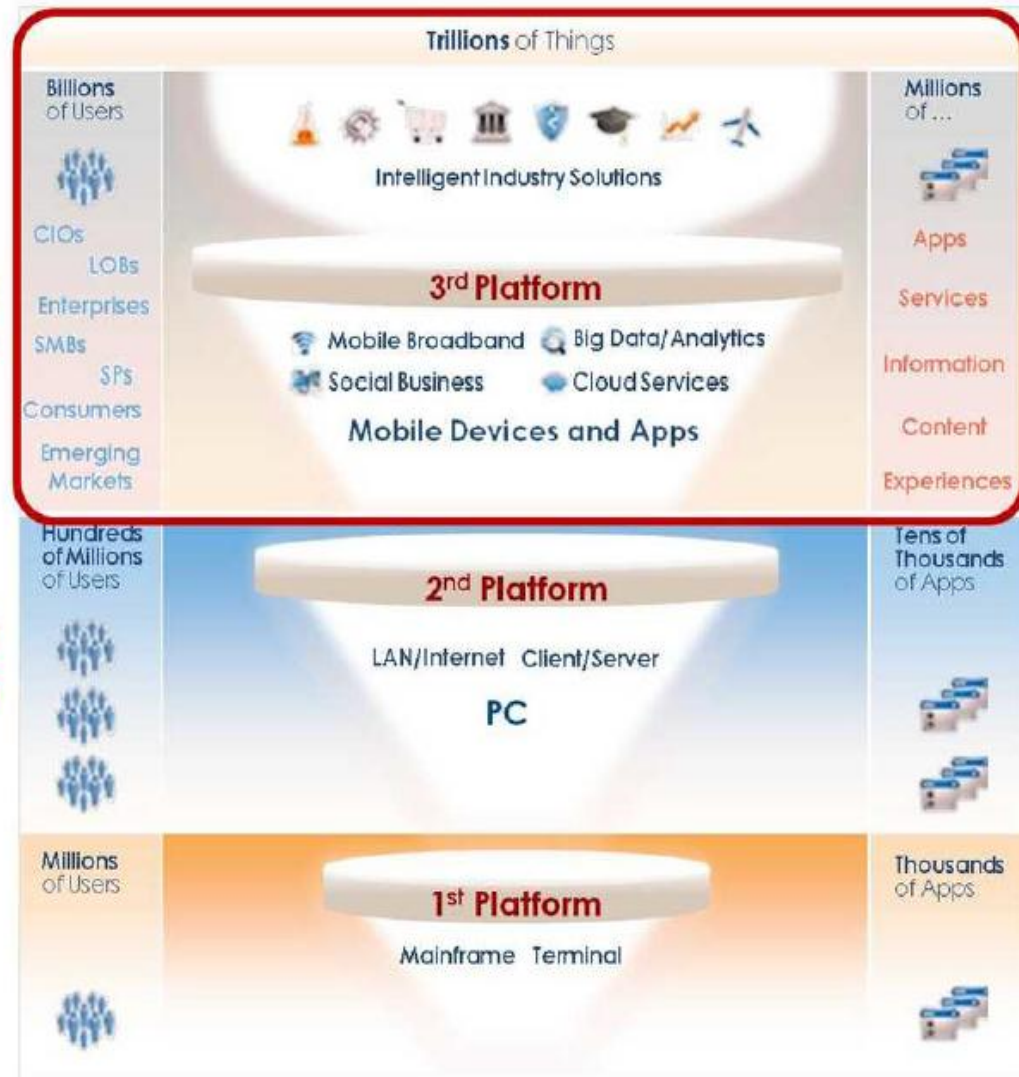 Trillions of Things
Billions
of Users
CIOs
LOBs
Enterprises
SMBs
SPs
Consumers
Emerging
Markets
Intelligent Industry Solutions
3rd Platform
Mobile Broadband
Big Data/Analytics
Social Business
Cloud Services
Mobile Devices and Apps
Millions
of ...
Apps
Services
Information
Content
Experiences
Hundreds
of Millions
of Users
2nd Platform
LAN/Internet Client/Server
PC
Tens of
Thousands
of Apps
Millions
of Users
1st Platform
Mainframe Terminal
Thousands
of Apps